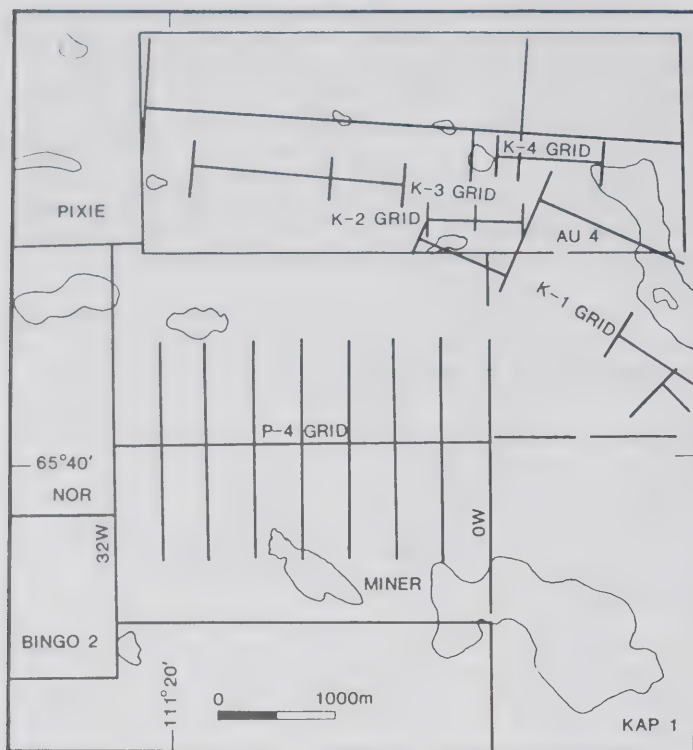 K-4 GRID
K-3 GRID
K-2 GRID
PIXIE
AU 4
K-1 GRID
P-4 GRID
65°40'
NOR
32W
0W
MINER
BINGO 2
111°20'
0 1000m
KAP 1